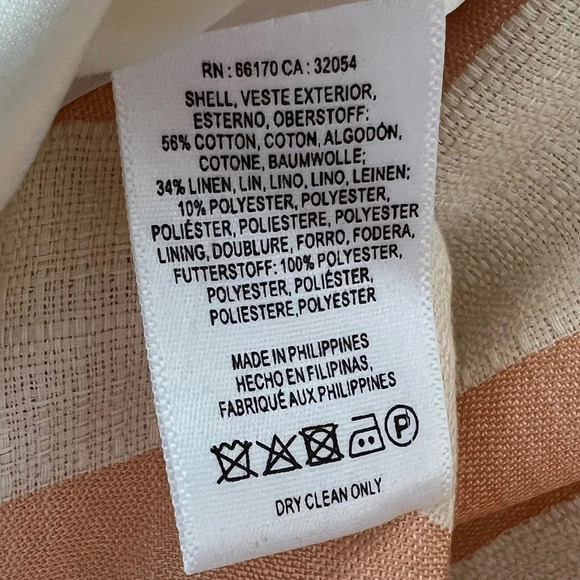 RN : 66170 CA : 32054
SHELL, VESTE EXTERIOR,
ESTERNO, OBERSTOFF:
56% COTTON, COTON, ALGODÓN,
COTONE, BAUMWOLLE;
34% LINEN, LIN, LINO, LINO, LEINEN;
10% POLYESTER, POLYESTER,
POLIÉSTER, POLIESTERE, POLYESTER
LINING, DOUBLURE, FORRO, FODERA,
FUTTERSTOFF: 100% POLYESTER,
POLYESTER, POLIÉSTER,
POLIESTERE,POLYESTER
MADE IN PHILIPPINES
HECHO EN FILIPINAS,
FABRIQUÉ AUX PHILIPPINES
P
DRY CLEAN ONLY